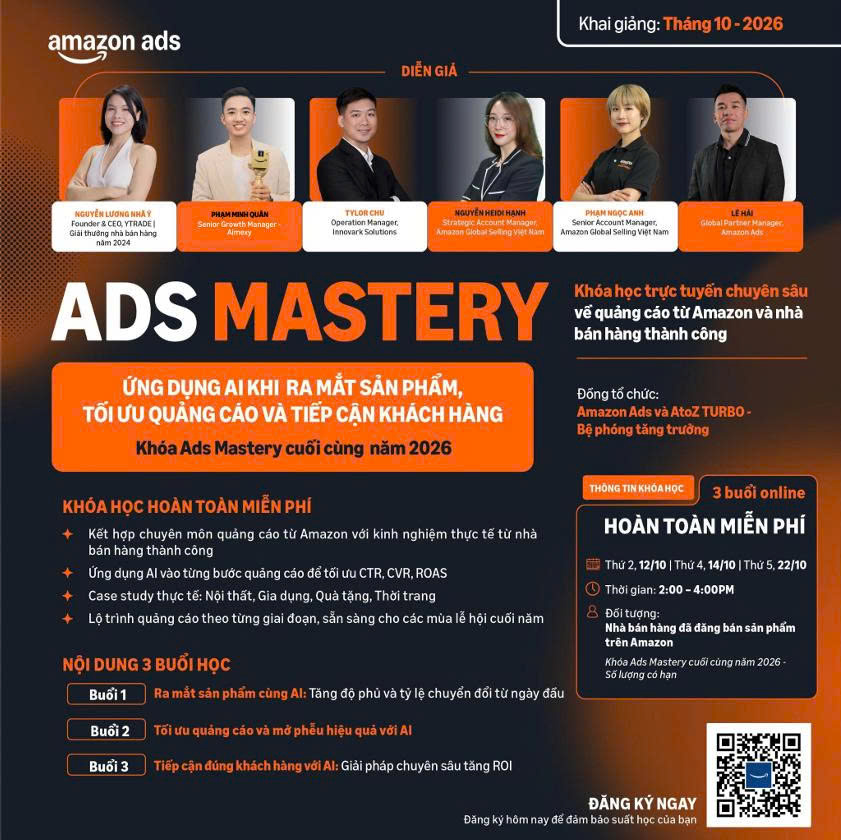 amazon ads
Khai giảng: Tháng 10 - 2026
DIỄN GIẢ
NGUYỄN LƯƠNG NHÃ Ý
Founder & CEO, YTRADE |
Giải thưởng nhà bán hàng
năm 2024
PHẠM MINH QUÂN
Senior Growth Manager -
Aimexy
TYLOR CHU
Operation Manager,
Innovark Solutions
NGUYỄN HEIDI HẠNH
Strategic Account Manager,
Amazon Global Selling Việt Nam
PHẠM NGỌC ANH
Senior Account Manager,
Amazon Global Selling Việt Nam
LÊ HẢI
Global Partner Manager,
Amazon Ads
ADS MASTERY
Khóa học trực tuyến chuyên sâu
về quảng cáo từ Amazon và nhà
bán hàng thành công
ỨNG DỤNG AI KHI RA MẮT SẢN PHẨM,
TỐI ƯU QUẢNG CÁO VÀ TIẾP CẬN KHÁCH HÀNG
Khóa Ads Mastery cuối cùng năm 2026
Đồng tổ chức:
Amazon Ads và AtoZ TURBO -
Bệ phóng tăng trưởng
KHÓA HỌC HOÀN TOÀN MIỄN PHÍ
Kết hợp chuyên môn quảng cáo từ Amazon với kinh nghiệm thực tế từ nhà
bán hàng thành công
Ứng dụng AI vào từng bước quảng cáo để tối ưu CTR, CVR, ROAS
Case study thực tế: Nội thất, Gia dụng, Quà tặng, Thời trang
Lộ trình quảng cáo theo từng giai đoạn, sẵn sàng cho các mùa lễ hội cuối năm
THÔNG TIN KHÓA HỌC
3 buổi online
HOÀN TOÀN MIỄN PHÍ
Thứ 2, 12/10 | Thứ 4, 14/10 | Thứ 5, 22/10
Thời gian: 2:00 – 4:00PM
Đối tượng:
Nhà bán hàng đã đăng bán sản phẩm
trên Amazon
Khóa Ads Mastery cuối cùng năm 2026 -
Số lượng có hạn
NỘI DUNG 3 BUỔI HỌC
Buổi 1 Ra mắt sản phẩm cùng AI: Tăng độ phủ và tỷ lệ chuyển đổi từ ngày đầu
Buổi 2 Tối ưu quảng cáo và mở phễu hiệu quả với AI
Buổi 3 Tiếp cận đúng khách hàng với AI: Giải pháp chuyên sâu tăng ROI
ĐĂNG KÝ NGAY
Đăng ký hôm nay để đảm bảo suất học của bạn